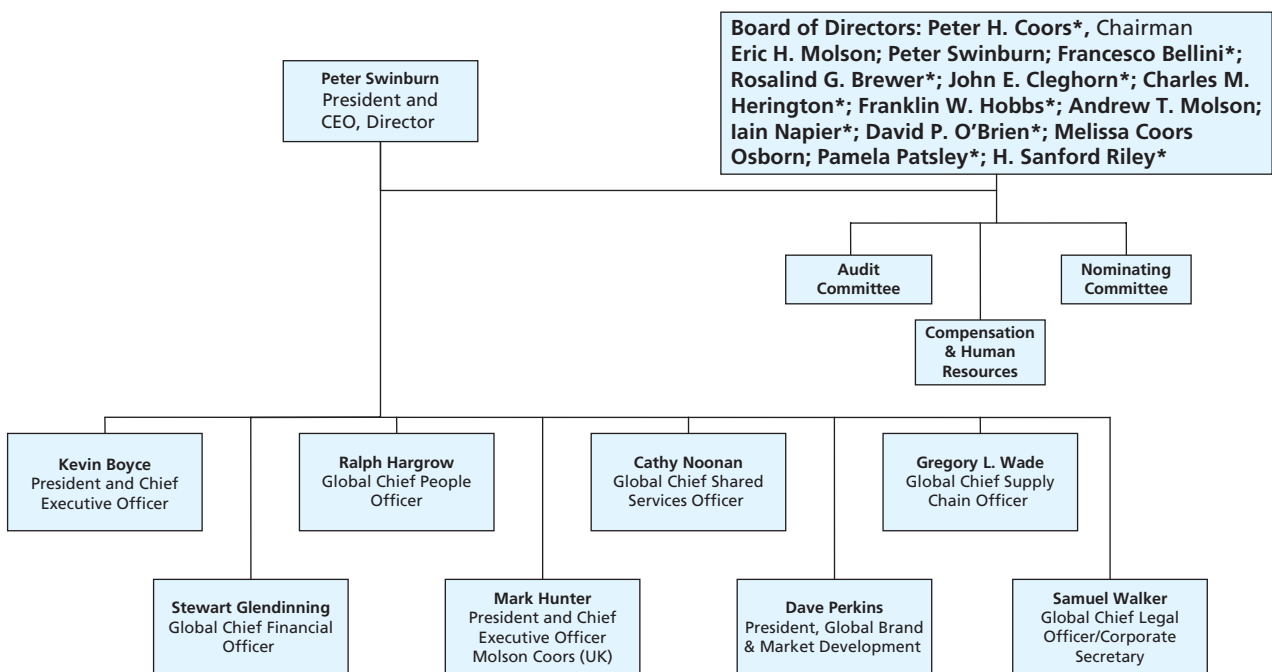 Peter Swinburn
President and
CEO, Director
Board of Directors: Peter H. Coors*, Chairman
Eric H. Molson; Peter Swinburn; Francesco Bellini*;
Rosalind G. Brewer*; John E. Cleghorn*; Charles M.
Herington*; Franklin W. Hobbs*; Andrew T. Molson;
Iain Napier*; David P. O’Brien*; Melissa Coors
Osborn; Pamela Patsley*; H. Sanford Riley*
Audit
Committee
Compensation
& Human
Resources
Nominating
Committee
Kevin Boyce
President and Chief
Executive Officer
Ralph Hargrow
Global Chief People
Officer
Cathy Noonan
Global Chief Shared
Services Officer
Gregory L. Wade
Global Chief Supply
Chain Officer
Stewart Glendinning
Global Chief Financial
Officer
Mark Hunter
President and Chief
Executive Officer
Molson Coors (UK)
Dave Perkins
President, Global Brand
& Market Development
Samuel Walker
Global Chief Legal
Officer/Corporate
Secretary